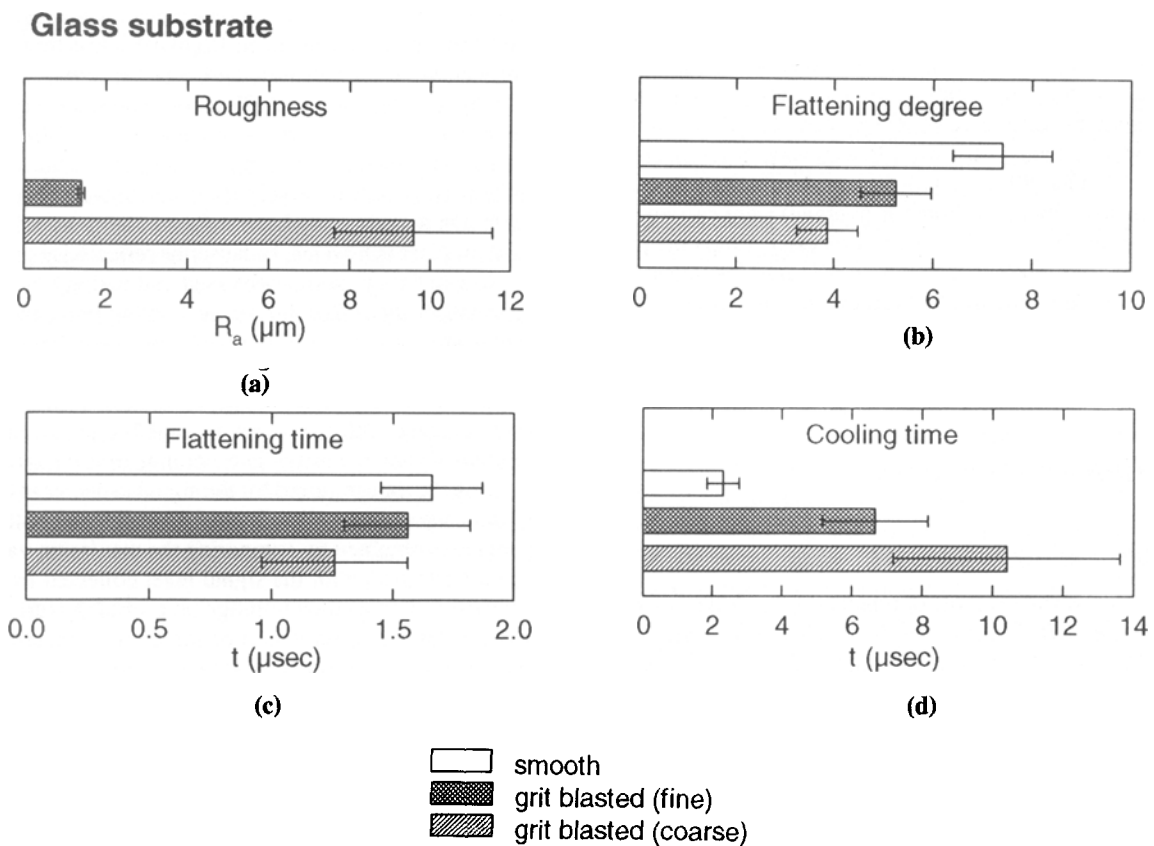 Glass substrate
Roughness
0 2 4 6 8 10 12
Ra (µm)
(a)
Flattening degree
0 2 4 6 8 10
(b)
Flattening time
0.0 0.5 1.0 1.5 2.0
t (µsec)
(c)
Cooling time
0 2 4 6 8 10 12 14
t (µsec)
(d)
smooth
grit blasted (fine)
grit blasted (coarse)